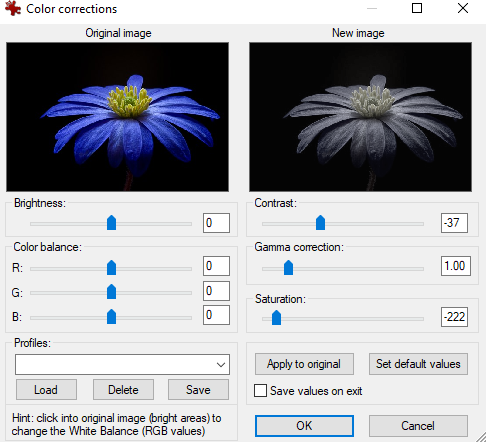 Color corrections
Original image
New image
Brightness:
0
Contrast:
-37
Color balance:
R:
0
G:
0
B:
0
Gamma correction:
1.00
Saturation:
-222
Profiles:
Load
Delete
Save
Apply to original
Set default values
Save values on exit
Hint: click into original image (bright areas) to
change the White Balance (RGB values)
OK
Cancel